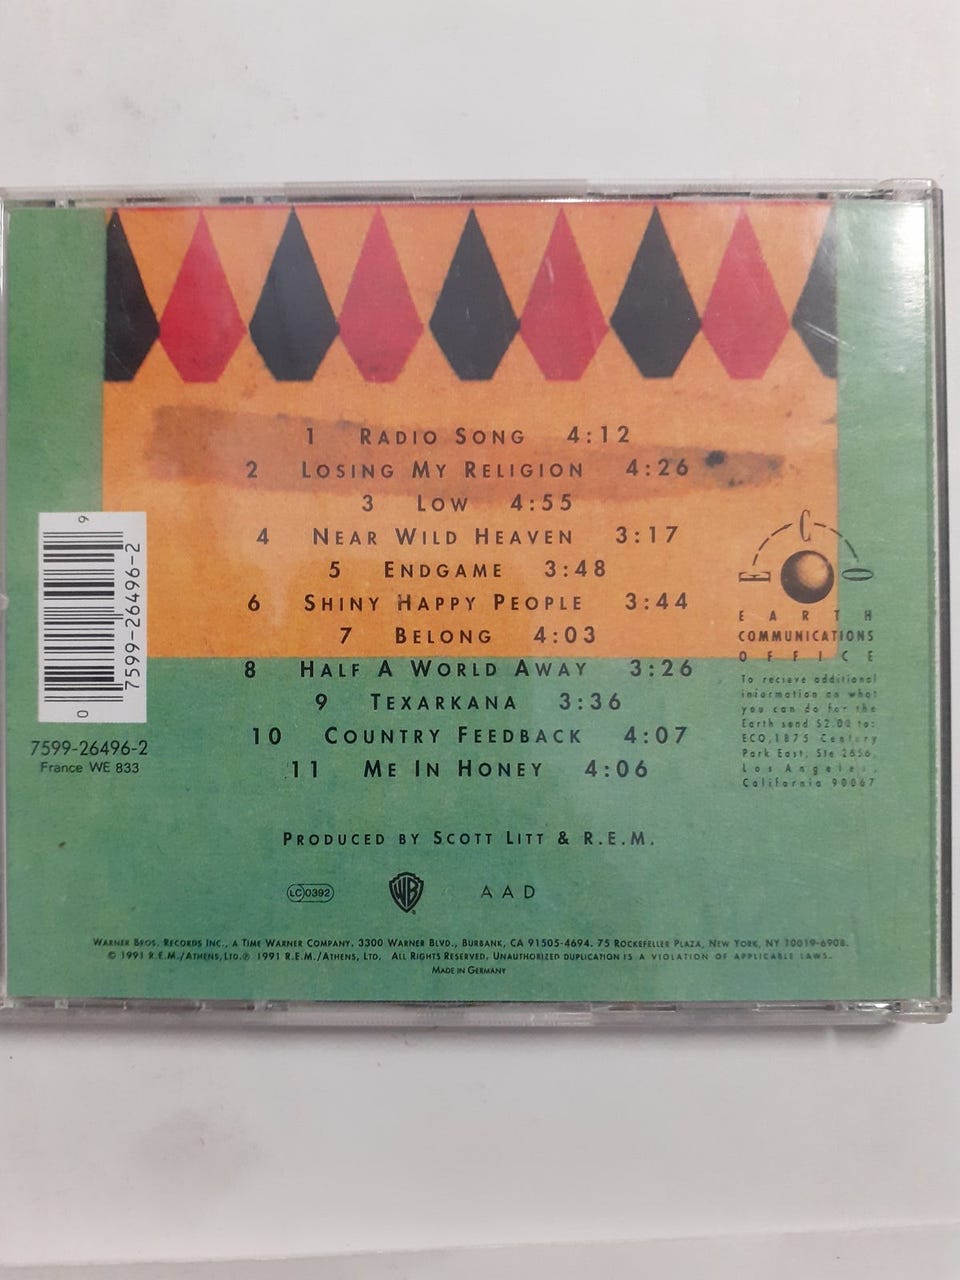 1 RADIO SONG 4:12
2 LOSING MY RELIGION 4:26
3 LOW 4:55
4 NEAR WILD HEAVEN 3:17
5 ENDGAME 3:48
6 SHINY HAPPY PEOPLE 3:44
7 BELONG 4:03
8 HALF A WORLD AWAY 3:26
9 TEXARKANA 3:36
10 COUNTRY FEEDBACK 4:07
11 ME IN HONEY 4:06
PRODUCED BY SCOTT LITT & R.E.M.
9
7599-26496-2
0
7599-26496-2
France WE 833
E C O
EARTH
COMMUNICATIONS
OFFICE
To recieve additional
information on what
you can do for the
Earth send $2.00 to:
ECO, 1875 Century
Park East, Ste 2656,
Los Angeles,
California 90067
LC 0392
WB
AAD
WARNER BROS. RECORDS INC., A TIME WARNER COMPANY. 3300 WARNER BLVD., BURBANK, CA 91505-4694. 75 ROCKEFELLER PLAZA, NEW YORK, NY 10019-6908.
© 1991 R.E.M./ATHENS, LTD. ℗ 1991 R.E.M./ATHENS, LTD. ALL RIGHTS RESERVED. UNAUTHORIZED DUPLICATION IS A VIOLATION OF APPLICABLE LAWS.
MADE IN GERMANY